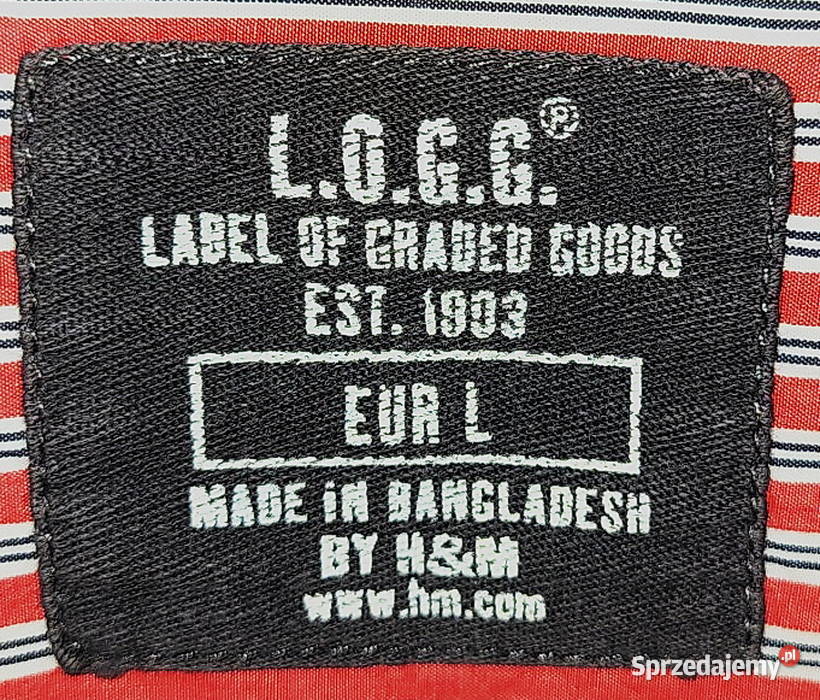 L.O.G.G.®
LABEL OF GRADED GOODS
EST. 1903
EUR L
MADE IN BANGLADESH
BY H&M
www.hm.com
Sprzedajemy.pl